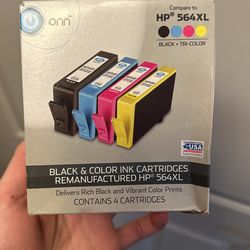 onn
Compare to
HP® 564XL
BLACK + TRI-COLOR
USA
BLACK & COLOR INK CARTRIDGES
REMANUFACTURED HP® 564XL
Delivers Rich Black and Vibrant Color Prints
CONTAINS 4 CARTRIDGES